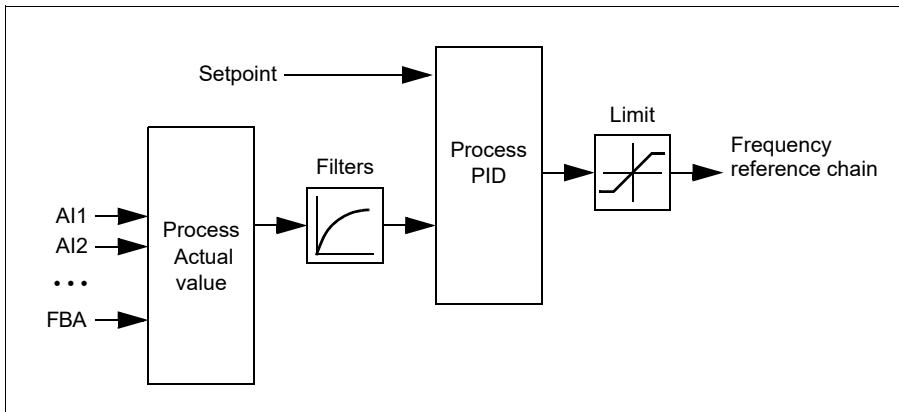 Setpoint
AI1
AI2
...
FBA
Process
Actual
value
Filters
Process
PID
Limit
Frequency
reference chain